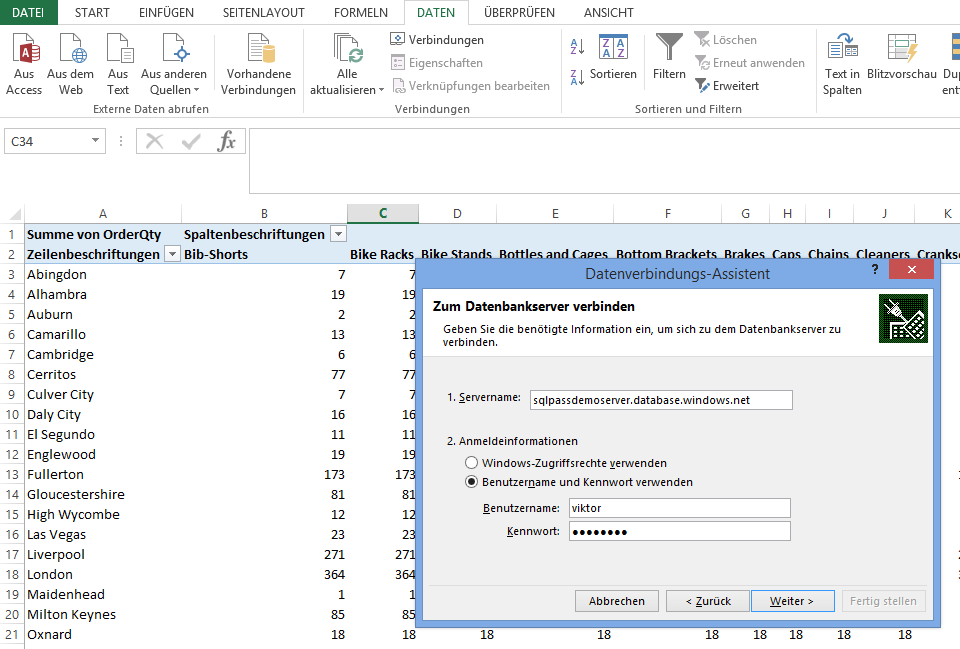 DATEI START EINFÜGEN SEITENLAYOUT FORMELN DATEN ÜBERPRÜFEN ANSICHT
Aus Access
Aus dem Web
Aus Text
Aus anderen Quellen
Vorhandene Verbindungen
Externe Daten abrufen
Alle aktualisieren
Verbindungen
Eigenschaften
Verknüpfungen bearbeiten
Verbindungen
A Z
Z A
Z A A Z
Sortieren
Filtern
Löschen
Erneut anwenden
Erweitert
Sortieren und Filtern
Text in Spalten
Blitzvorschau
C34 fx
A B C D E F G H I J K
1 Summe von OrderQty Spaltenbeschriftungen
2 Zeilenbeschriftungen Bib-Shorts Bike Racks Bike Stands Bottles and Cages Bottom Brackets Brakes Caps Chains Cleaners
3 Abingdon 7 7
4 Alhambra 19 19
5 Auburn 2 2
6 Camarillo 13 13
7 Cambridge 6 6
8 Cerritos 77 77
9 Culver City 7 7
10 Daly City 16 16
11 El Segundo 11 11
12 Englewood 19 19
13 Fullerton 173 173
14 Gloucestershire 81 81
15 High Wycombe 12 12
16 Las Vegas 23 23
17 Liverpool 271 271
18 London 364 364
19 Maidenhead 1 1
20 Milton Keynes 85 85
21 Oxnard 18 18 18 18 18 18 18 18 18
Datenverbindungs-Assistent ?
Zum Datenbankserver verbinden
Geben Sie die benötigte Information ein, um sich zu dem Datenbankserver zu
verbinden.
1. Servername: sqlpassdemoserver.database.windows.net
2. Anmeldeinformationen
Windows-Zugriffsrechte verwenden
Benutzername und Kennwort verwenden
Benutzername: viktor
Kennwort: ●●●●●●●●
Abbrechen < Zurück Weiter > Fertig stellen